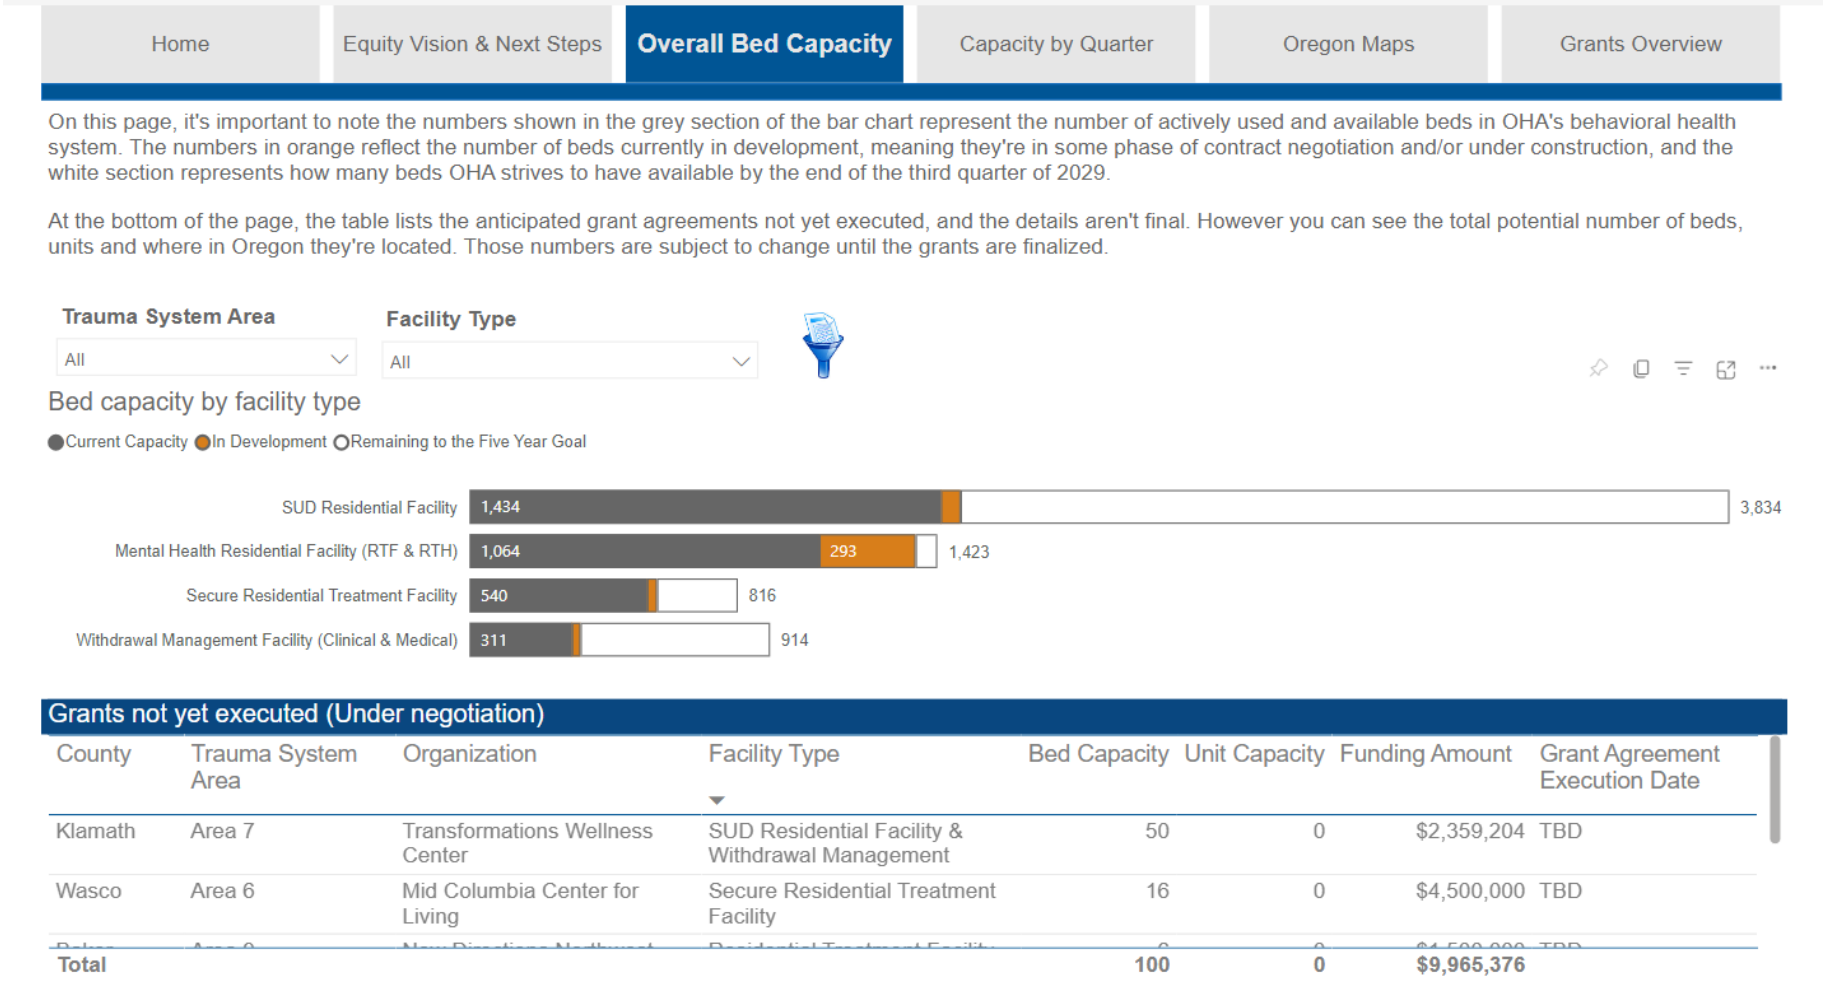 Home
Equity Vision & Next Steps
Overall Bed Capacity
Capacity by Quarter
Oregon Maps
Grants Overview
On this page, it's important to note the numbers shown in the grey section of the bar chart represent the number of actively used and available beds in OHA's behavioral health
system. The numbers in orange reflect the number of beds currently in development, meaning they're in some phase of contract negotiation and/or under construction, and the
white section represents how many beds OHA strives to have available by the end of the third quarter of 2029.
At the bottom of the page, the table lists the anticipated grant agreements not yet executed, and the details aren't final. However you can see the total potential number of beds,
units and where in Oregon they're located. Those numbers are subject to change until the grants are finalized.
Trauma System Area
Facility Type
All
All
Bed capacity by facility type
Current Capacity In Development Remaining to the Five Year Goal
SUD Residential Facility 1,434 3,834
Mental Health Residential Facility (RTF & RTH) 1,064 293 1,423
Secure Residential Treatment Facility 540 816
Withdrawal Management Facility (Clinical & Medical) 311 914
Grants not yet executed (Under negotiation)
County Trauma System Organization Facility Type Bed Capacity Unit Capacity Funding Amount Grant Agreement
Area Execution Date
Klamath Area 7 Transformations Wellness SUD Residential Facility & 50 0 $2,359,204 TBD
Center Withdrawal Management
Wasco Area 6 Mid Columbia Center for Secure Residential Treatment 16 0 $4,500,000 TBD
Living Facility
Total 100 0 $9,965,376